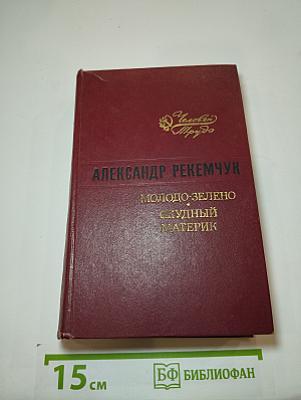 Человек
Труда
АЛЕКСАНДР РЕКЕМЧУК
МОЛОДО-ЗЕЛЕНО
•
СКУДНЫЙ
МАТЕРИК
15 см
БФ БИБЛИОФАН